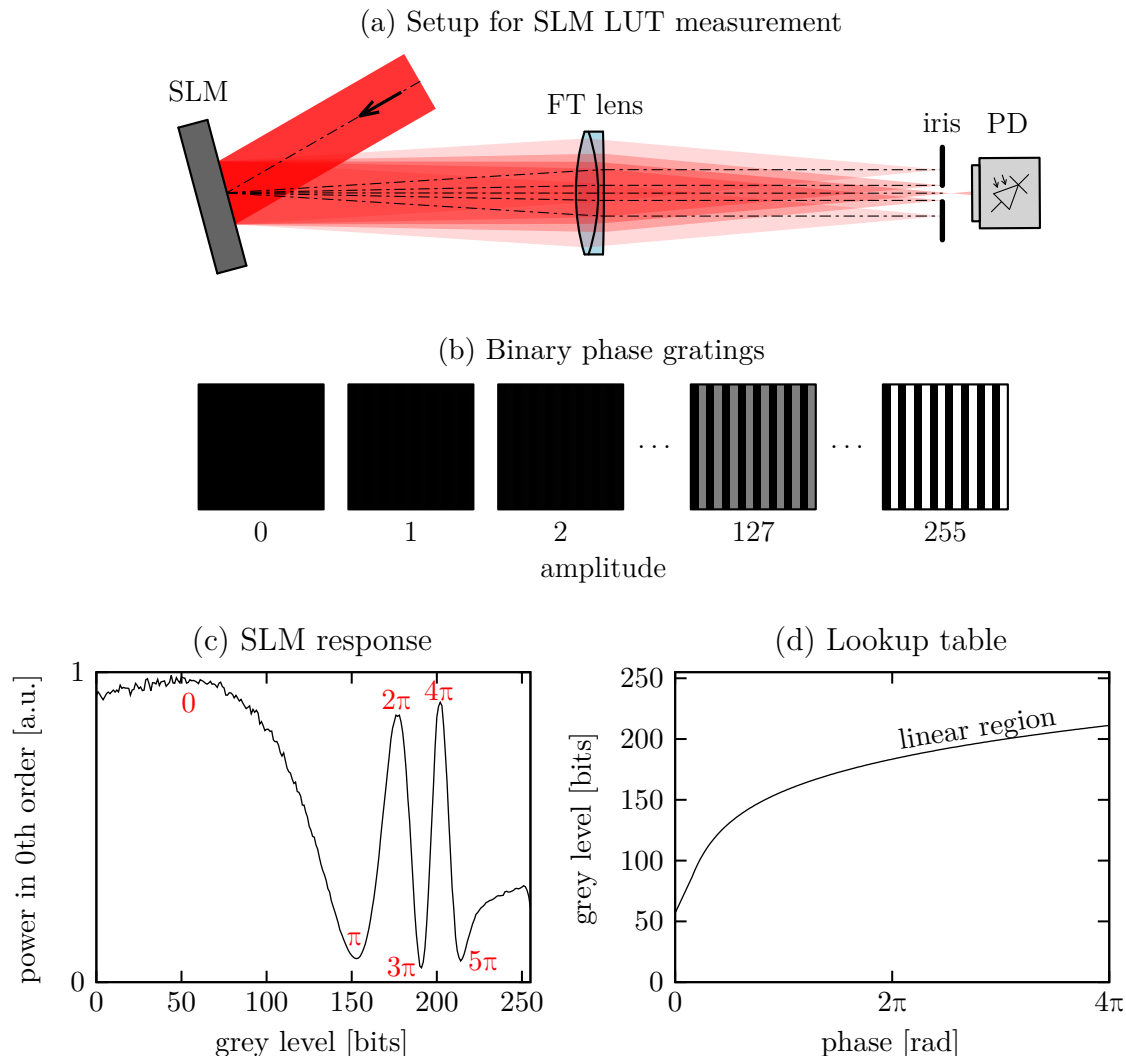 (a) Setup for SLM LUT measurement
SLM
FT lens
iris
PD
(b) Binary phase gratings
. . .
. . .
0
1
2
127
255
amplitude
(c) SLM response
power in 0th order [a.u.]
1
0
0
π
2π
3π
4π
5π
0
50
100
150
200
250
grey level [bits]
(d) Lookup table
grey level [bits]
250
200
150
100
50
0
linear region
0
2π
4π
phase [rad]